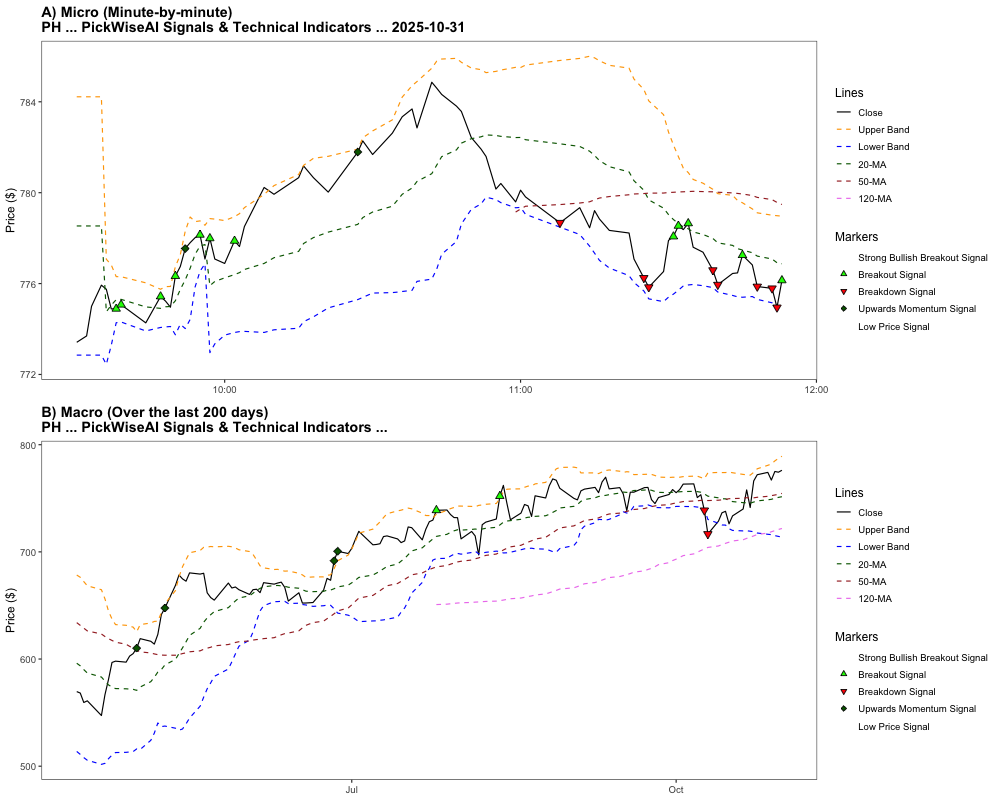 A) Micro (Minute-by-minute)
PH ... PickWiseAI Signals & Technical Indicators ... 2025-10-31
Price ($)
784
780
776
772
10:00
11:00
12:00
Lines
Close
Upper Band
Lower Band
20-MA
50-MA
120-MA
Markers
Strong Bullish Breakout Signal
Breakout Signal
Breakdown Signal
Upwards Momentum Signal
Low Price Signal
B) Macro (Over the last 200 days)
PH ... PickWiseAI Signals & Technical Indicators ...
Price ($)
800
700
600
500
Jul
Oct
Lines
Close
Upper Band
Lower Band
20-MA
50-MA
120-MA
Markers
Strong Bullish Breakout Signal
Breakout Signal
Breakdown Signal
Upwards Momentum Signal
Low Price Signal